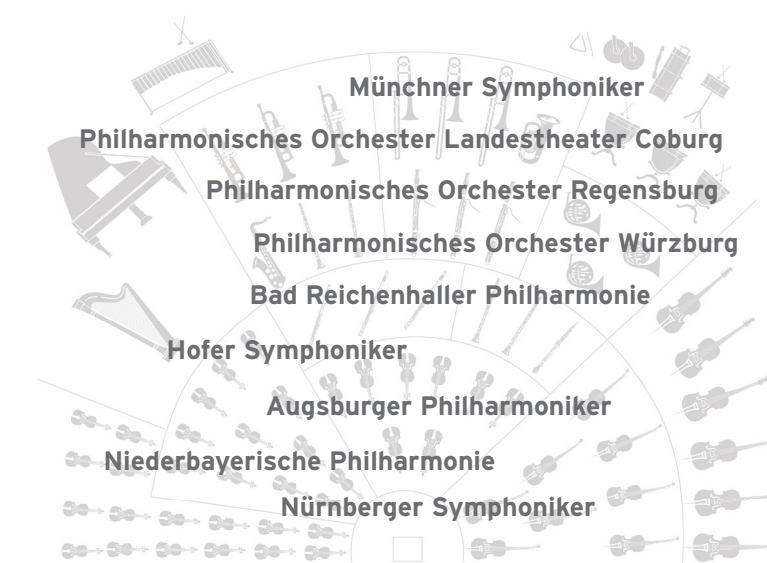 Münchner Symphoniker
Philharmonisches Orchester Landestheater Coburg
Philharmonisches Orchester Regensburg
Philharmonisches Orchester Würzburg
Bad Reichenhaller Philharmonie
Hofer Symphoniker
Augsburger Philharmoniker
Niederbayerische Philharmonie
Nürnberger Symphoniker